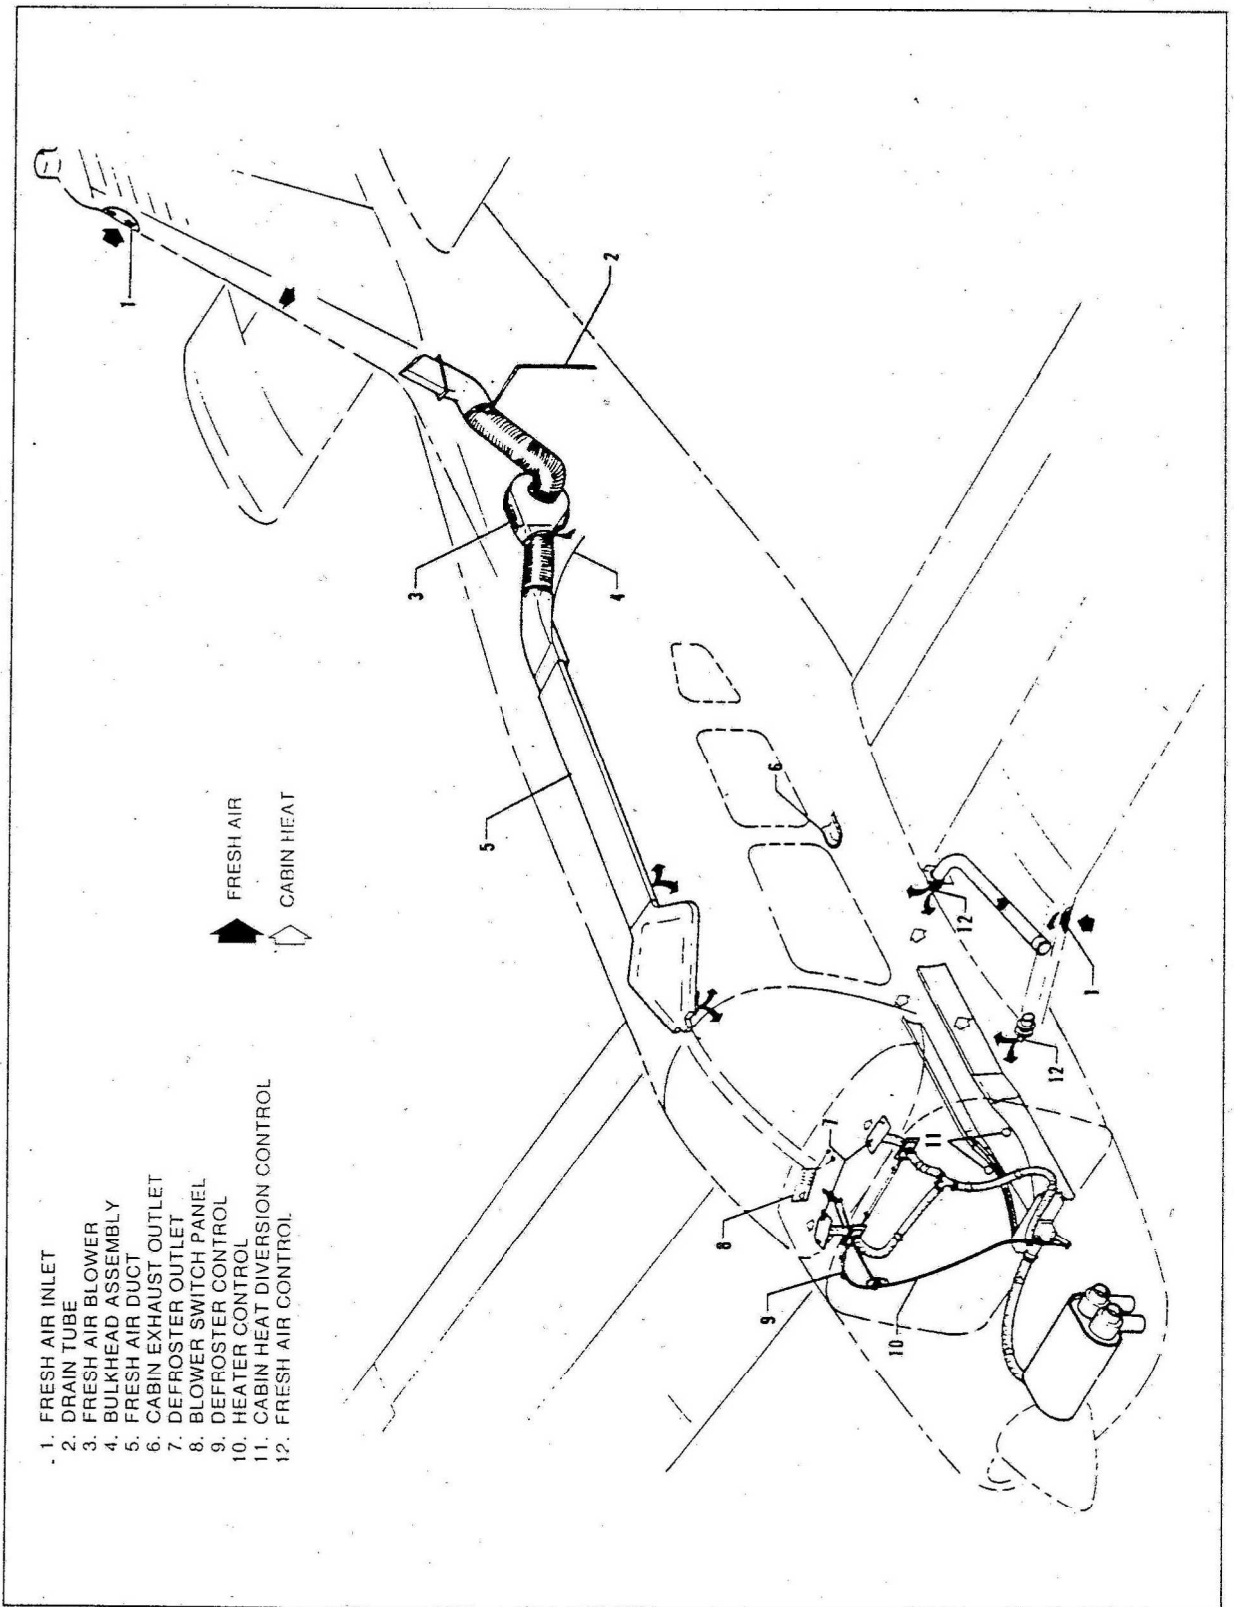 1. FRESH AIR INLET
2. DRAIN TUBE
3. FRESH AIR BLOWER
4. BULKHEAD ASSEMBLY
5. FRESH AIR DUCT
6. CABIN EXHAUST OUTLET
7. DEFROSTER OUTLET
8. BLOWER SWITCH PANEL
9. DEFROSTER CONTROL
10. HEATER CONTROL
11. CABIN HEAT DIVERSION CONTROL
12. FRESH AIR CONTROL
FRESH AIR
CABIN HEAT
1
2
3
4
5
6
7
8
9
10
11
12
12
1